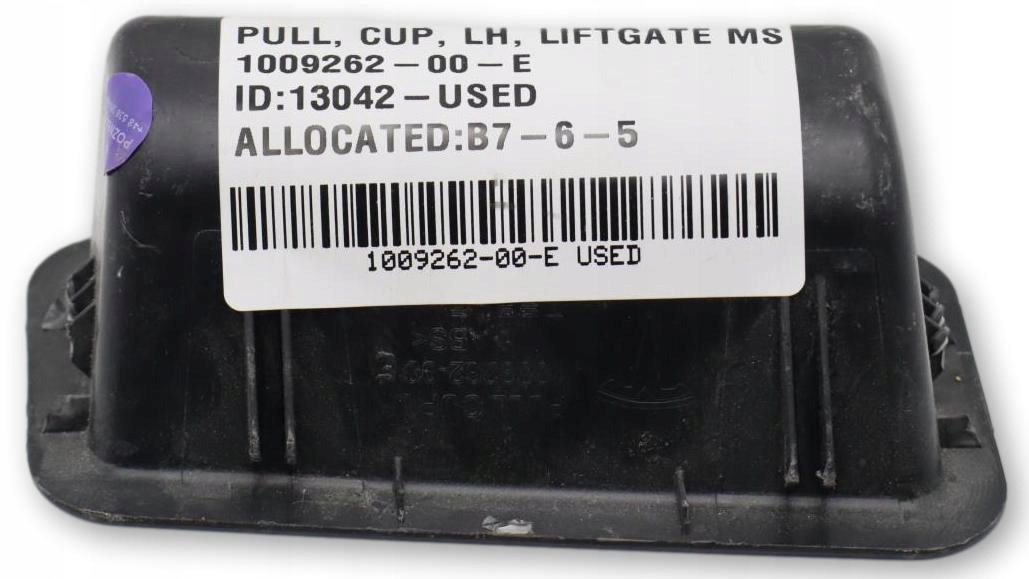 PULL, CUP, LH, LIFTGATE MS
1009262-00-E
ID:13042-USED
ALLOCATED:B7-6-5
1009262-00-E USED